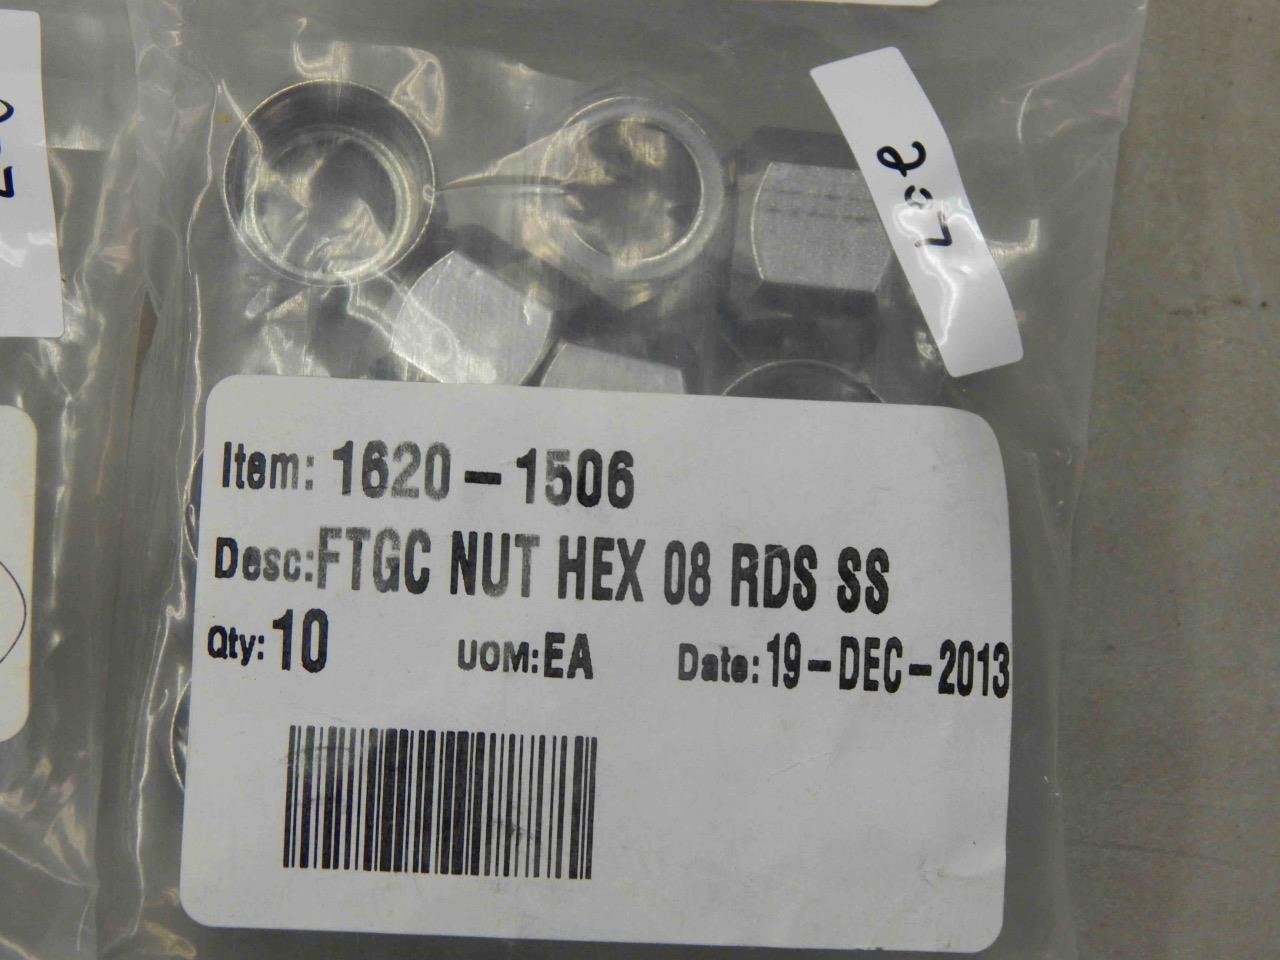 Item: 1620-1506
Desc:FTGC NUT HEX 08 RDS SS
Qty: 10 UOM:EA Date: 19-DEC-2013